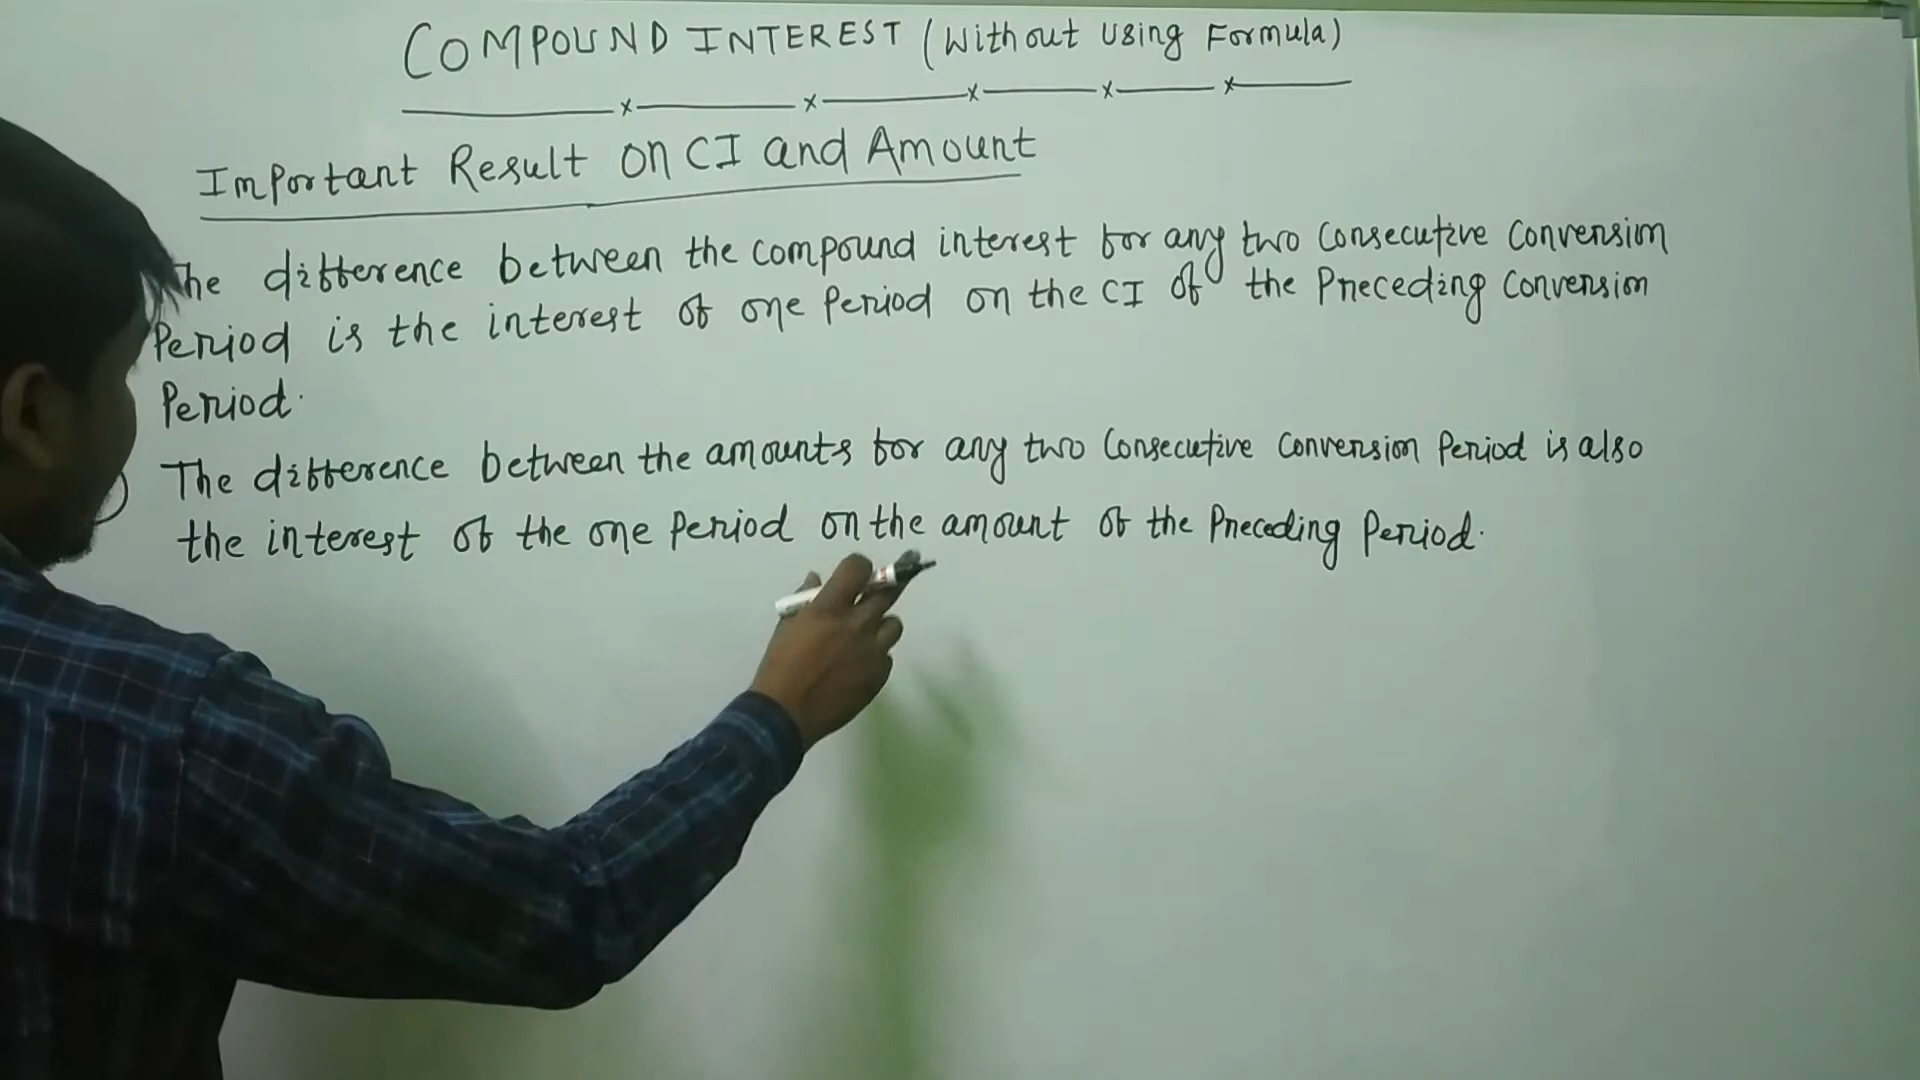 COMPOUND INTEREST (Without Using Formula)
Important Result on CI and Amount
The difference between the compound interest for any two Consecutive Conversion
Period is the interest of one Period on the CI of the Preceding Conversion
Period.
The difference between the amounts for any two Consecutive Conversion Period is also
the interest of the one Period on the amount of the Preceding Period.